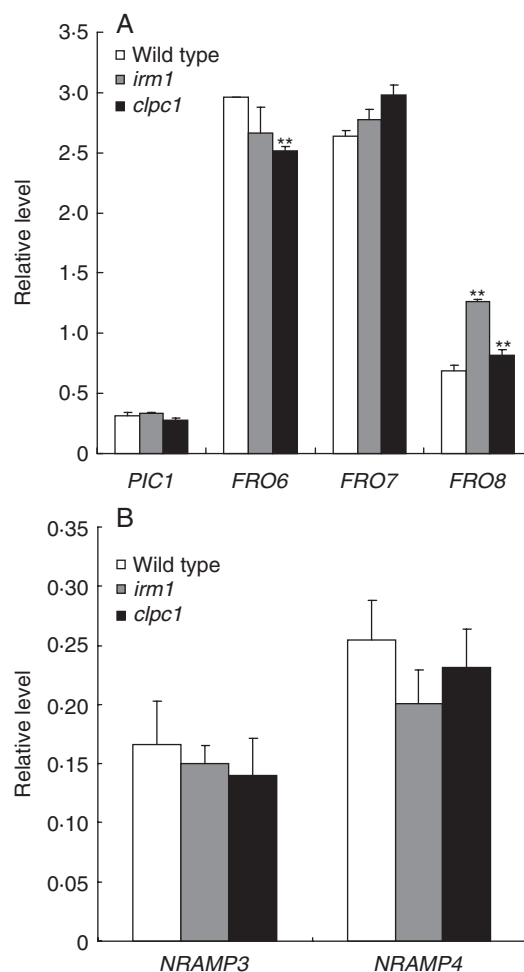 A
Wild type
irm1
clpc1
3·5
3·0
2·5
2·0
1·5
1·0
0·5
0
Relative level
**
**
**
PIC1 FRO6 FRO7 FRO8
B
Wild type
irm1
clpc1
0·35
0·30
0·25
0·20
0·15
0·10
0·05
0
Relative level
NRAMP3 NRAMP4